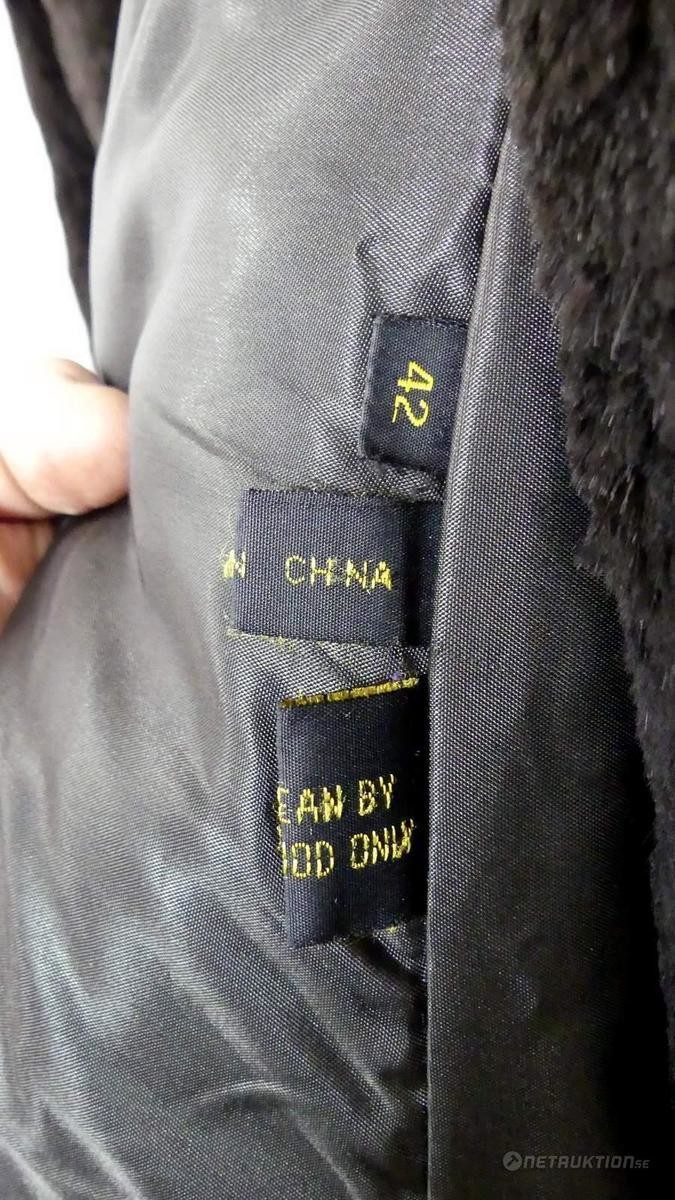 42
N CHINA
EAN BY
IOD ONLY
NETAUKTION.SE